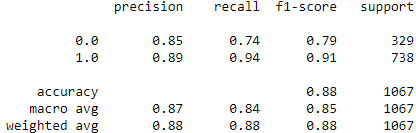 precision recall f1-score support
0.0 0.85 0.74 0.79 329
1.0 0.89 0.94 0.91 738
accuracy 0.88 1067
macro avg 0.87 0.84 0.85 1067
weighted avg 0.88 0.88 0.88 1067